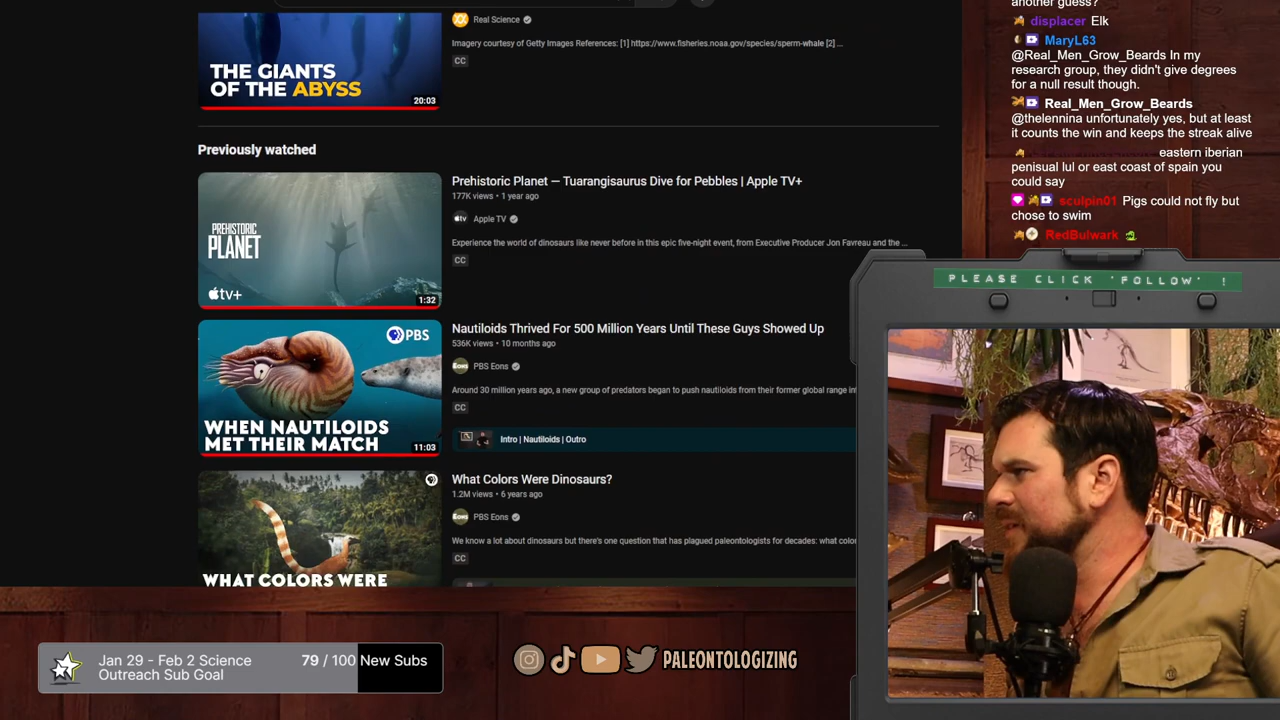 Real Science
Imagery courtesy of Getty Images References: [1] https://www.fisheries.noaa.gov/species/sperm-whale [2] ...
CC
THE GIANTS
OF THE ABYSS
20:03
Previously watched
PREHISTORIC
PLANET
tv+
1:32
Prehistoric Planet — Tuarangisaurus Dive for Pebbles | Apple TV+
177K views • 1 year ago
Apple TV
Experience the world of dinosaurs like never before in this epic five-night event, from Executive Producer Jon Favreau and the ...
CC
PBS
WHEN NAUTILOIDS
MET THEIR MATCH
11:03
Nautiloids Thrived For 500 Million Years Until These Guys Showed Up
536K views • 10 months ago
PBS Eons
Around 30 million years ago, a new group of predators began to push nautiloids from their former global range
CC
Intro | Nautiloids | Outro
WHAT COLORS WERE
What Colors Were Dinosaurs?
1.2M views • 6 years ago
PBS Eons
We know a lot about dinosaurs but there's one question that has plagued paleontologists for decades: what
CC
another guess?
displacer Elk
MaryL63
@Real_Men_Grow_Beards In my
research group, they didn't give degrees
for a null result though.
Real_Men_Grow_Beards
@thelennina unfortunately yes, but at least
it counts the win and keeps the streak alive
eastern iberian
penisual lul or east coast of spain you
could say
sculpin01 Pigs could not fly but
chose to swim
RedBulwark
PLEASE CLICK 'FOLLOW' !
Jan 29 - Feb 2 Science
Outreach Sub Goal
79 / 100 New Subs
PALEONTOLOGIZING